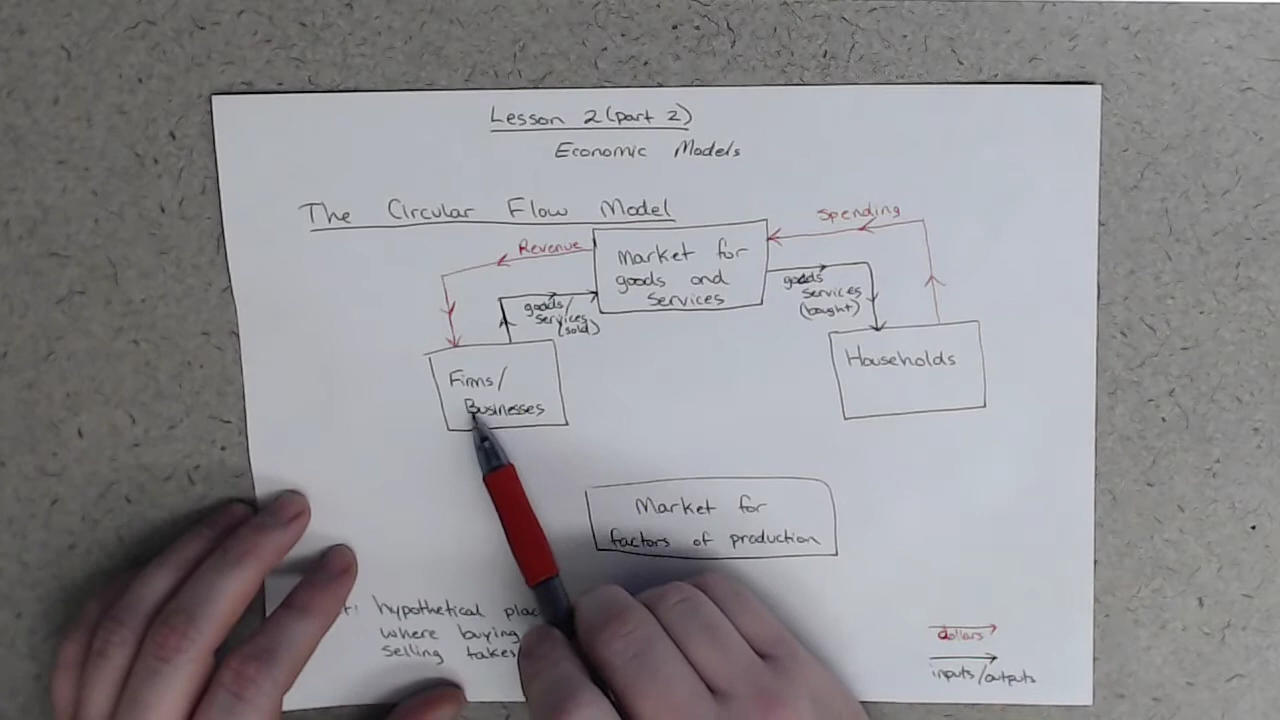 Lesson 2 (part 2)
Economic Models
The Circular Flow Model
Spending
Revenue
Market for
goods and
services
goods/
services
(sold)
goods
services
(bought)
Firms/
Businesses
Households
Market for
factors of production
hypothetical
where buying
selling takes
dollars
inputs/outputs